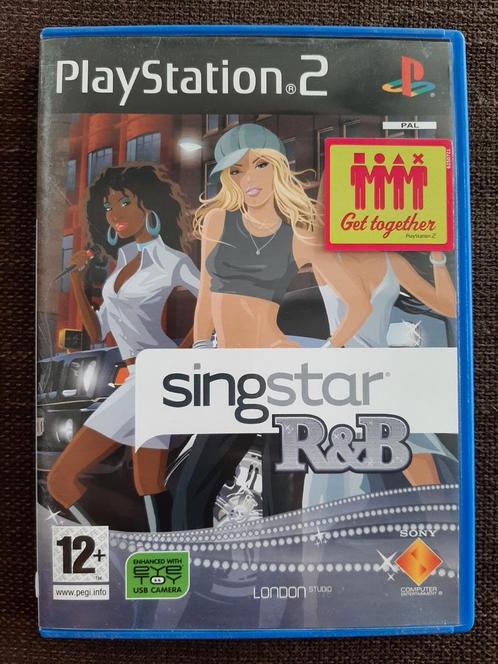 PlayStation®2
PAL
Get together
PlayStation 2
singstar
R&B
12+
www.pegi.info
ENHANCED WITH
EYE
TOY
USB CAMERA
LONDON STUDIO
SONY
COMPUTER
ENTERTAINMENT